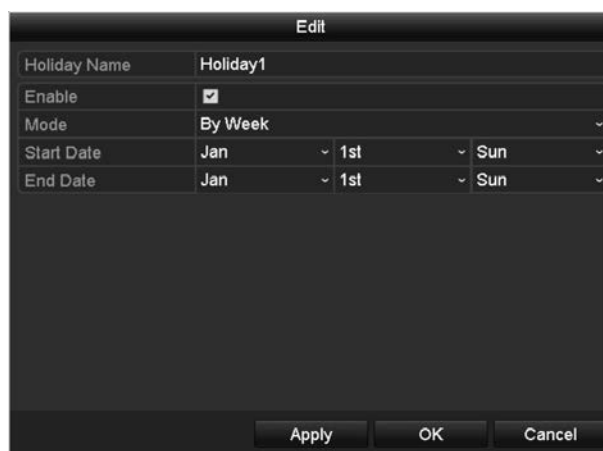 Edit
Holiday Name Holiday1
Enable
Mode By Week
Start Date Jan 1st Sun
End Date Jan 1st Sun
Apply OK Cancel